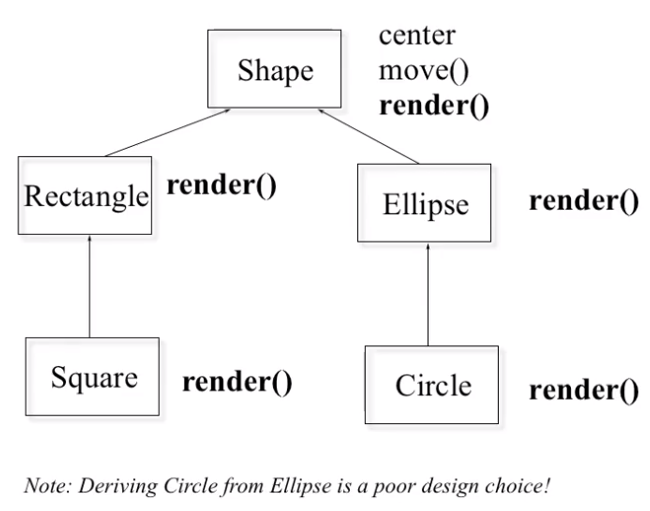 Shape
center
move()
render()
Rectangle
render()
Ellipse
render()
Square
render()
Circle
render()
Note: Deriving Circle from Ellipse is a poor design choice!